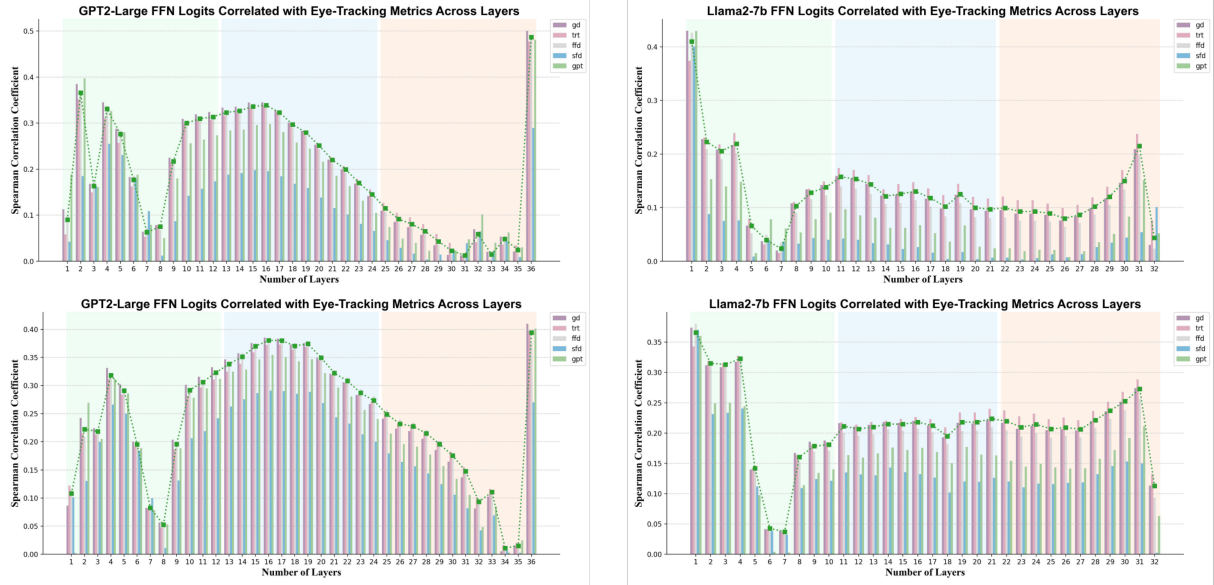 GPT2-Large FFN Logits Correlated with Eye-Tracking Metrics Across Layers
Spearman Correlation Coefficient
0.5
0.4
0.3
0.2
0.1
0.0
gd
trt
ffd
sfd
gpt
1 2 3 4 5 6 7 8 9 10 11 12 13 14 15 16 17 18 19 20 21 22 23 24 25 26 27 28 29 30 31 32 33 34 35 36
Number of Layers
Llama2-7b FFN Logits Correlated with Eye-Tracking Metrics Across Layers
Spearman Correlation Coefficient
0.4
0.3
0.2
0.1
0.0
gd
trt
ffd
sfd
gpt
1 2 3 4 5 6 7 8 9 10 11 12 13 14 15 16 17 18 19 20 21 22 23 24 25 26 27 28 29 30 31 32
Number of Layers
GPT2-Large FFN Logits Correlated with Eye-Tracking Metrics Across Layers
Spearman Correlation Coefficient
0.40
0.35
0.30
0.25
0.20
0.15
0.10
0.05
0.00
gd
trt
ffd
sfd
gpt
1 2 3 4 5 6 7 8 9 10 11 12 13 14 15 16 17 18 19 20 21 22 23 24 25 26 27 28 29 30 31 32 33 34 35 36
Number of Layers
Llama2-7b FFN Logits Correlated with Eye-Tracking Metrics Across Layers
Spearman Correlation Coefficient
0.35
0.30
0.25
0.20
0.15
0.10
0.05
0.00
gd
trt
ffd
sfd
gpt
1 2 3 4 5 6 7 8 9 10 11 12 13 14 15 16 17 18 19 20 21 22 23 24 25 26 27 28 29 30 31 32
Number of Layers